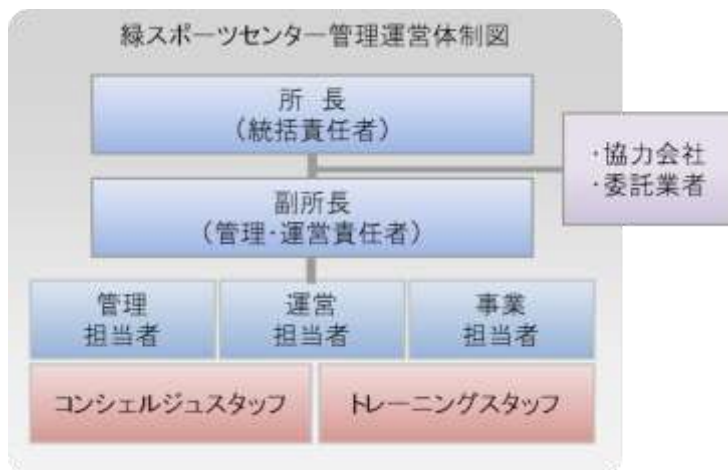 緑スポーツセンター管理運営体制図
所 長
（統括責任者）
・協力会社
・委託業者
副所長
（管理・運営責任者）
管理
担当者
運営
担当者
事業
担当者
コンシェルジュスタッフ
トレーニングスタッフ